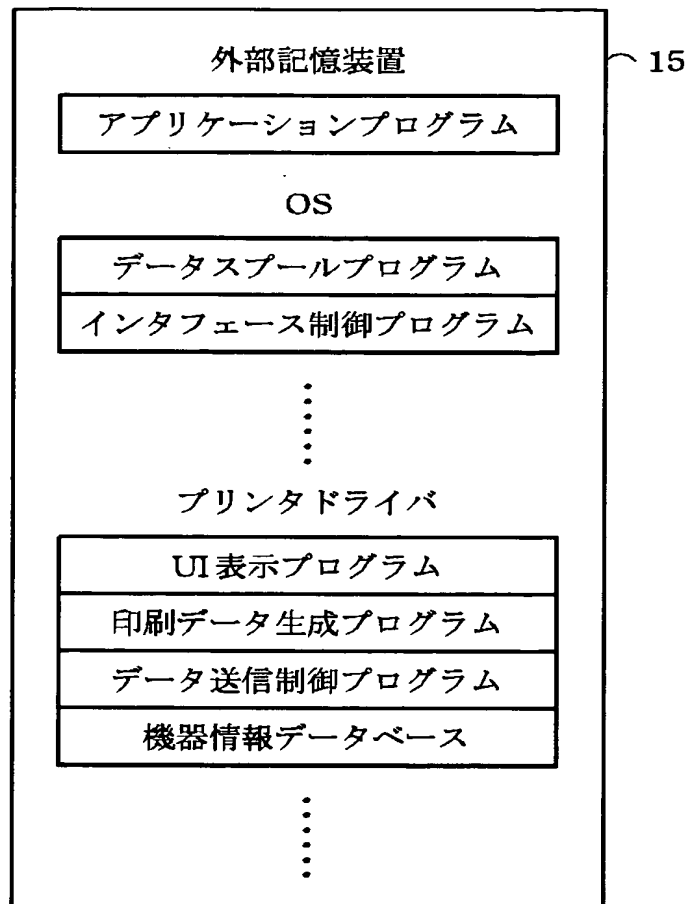 外部記憶装置
15
アプリケーションプログラム
OS
データスプールプログラム
インタフェース制御プログラム
プリンタドライバ
UI表示プログラム
印刷データ生成プログラム
データ送信制御プログラム
機器情報データベース